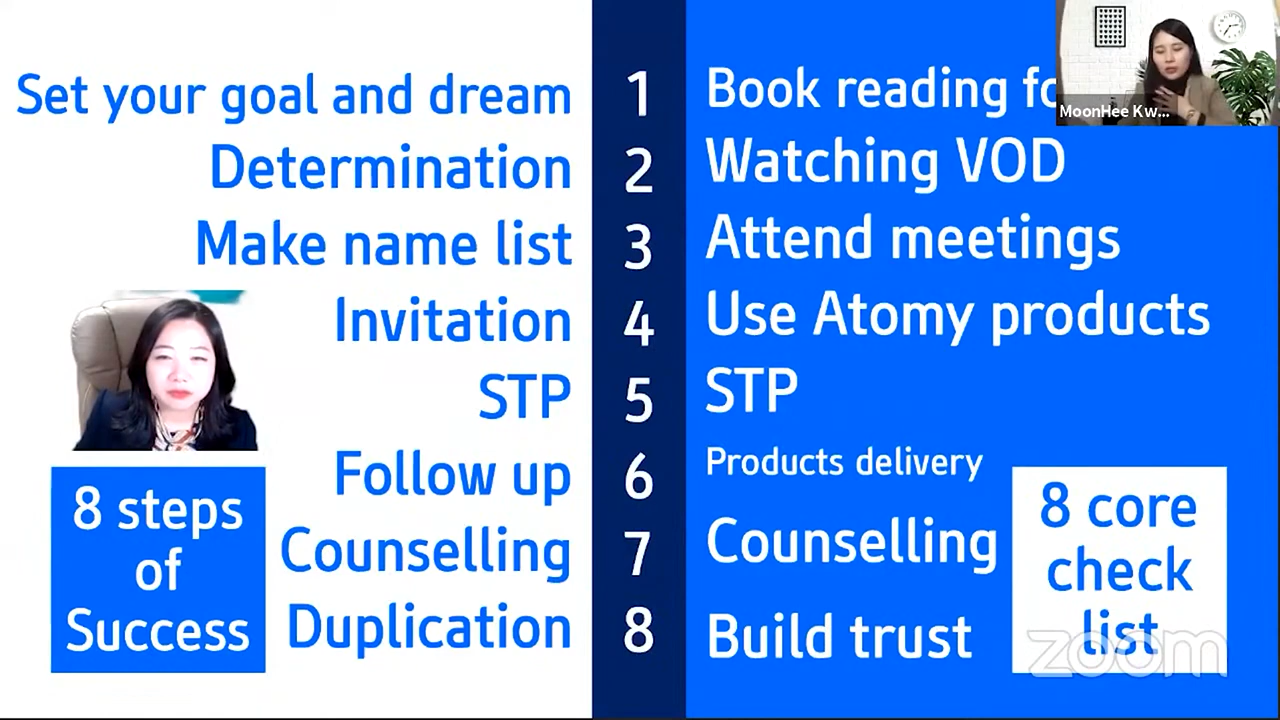 Set your goal and dream
Determination
Make name list
Invitation
STP
Follow up
Counselling
Duplication
8 steps
of
Success
1
2
3
4
5
6
7
8
Book reading
Watching VOD
Attend meetings
Use Atomy products
STP
Products delivery
Counselling
Build trust
8 core
check
list
MoonHee Kw...
zoom